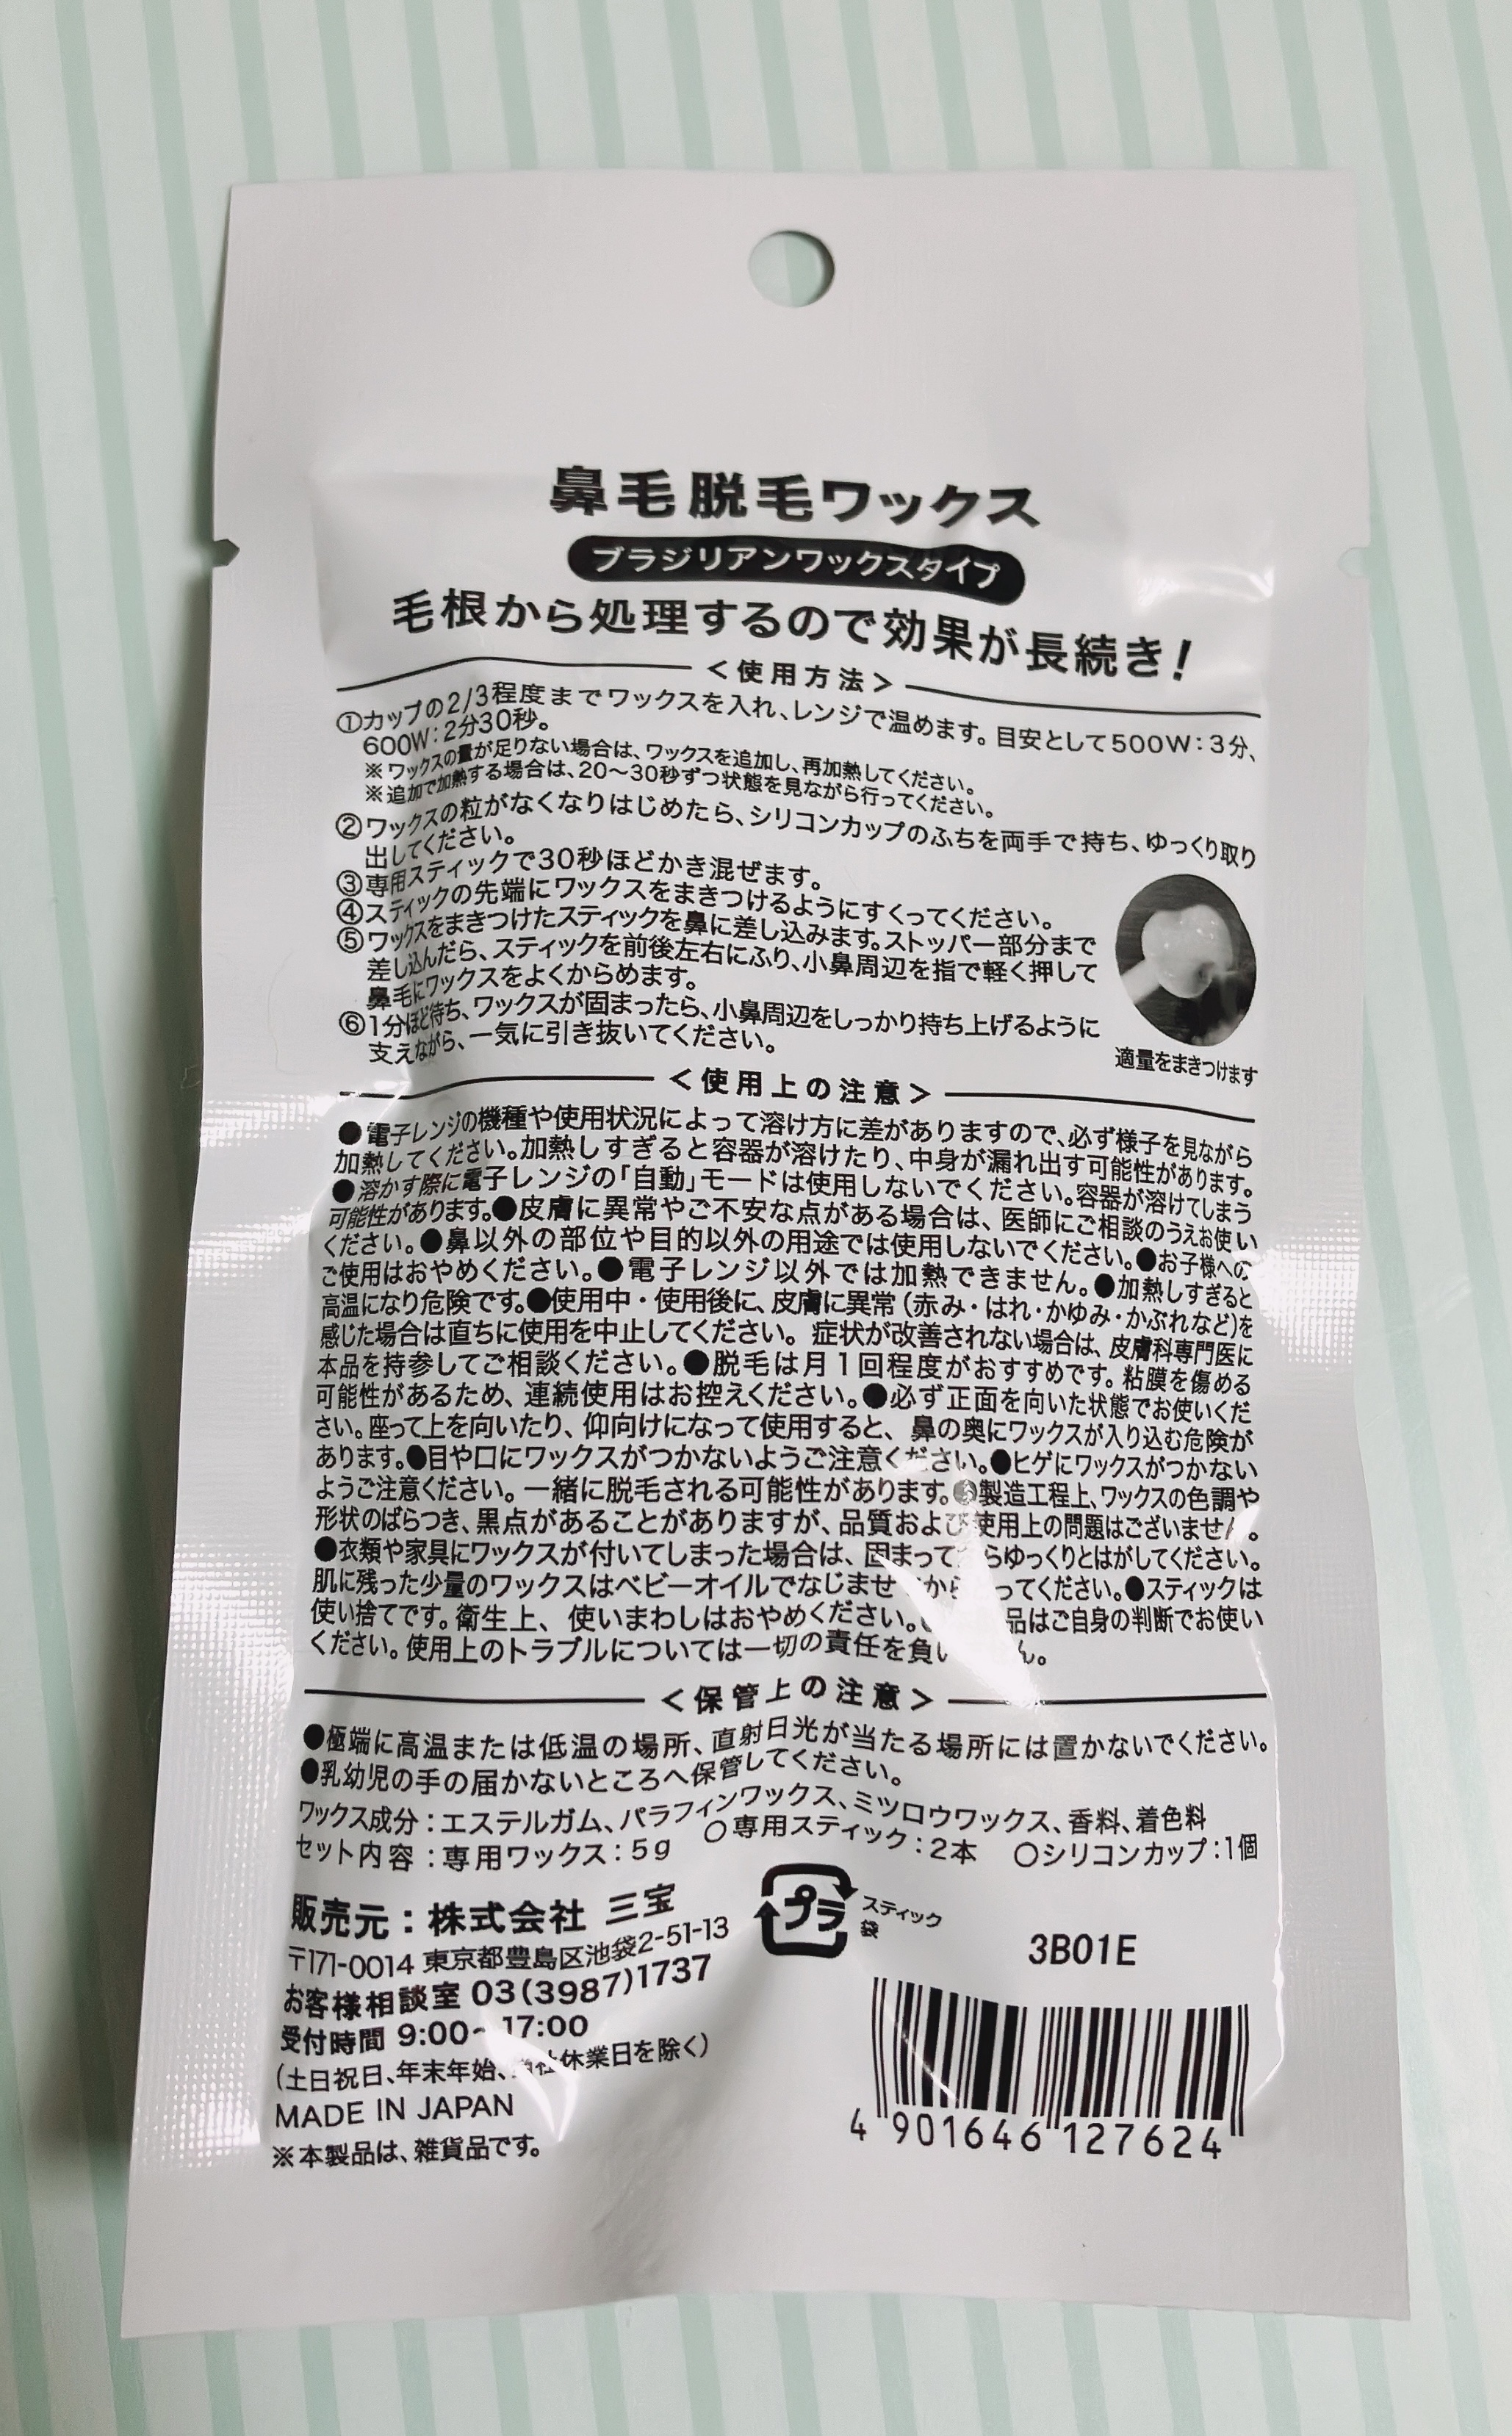 鼻毛脱毛ワックス
ブラジリアンワックスタイプ
毛根から処理するので効果が長続き!
<使用方法>
①カップの2/3程度までワックスを入れ、レンジで温めます。目安として500W:3分、
600W:2分30秒。
※ワックスの量が足りない場合は、ワックスを追加し、再加熱してください。
※追加で加熱する場合は、20〜30秒ずつ状態を見ながら行ってください。
②ワックスの粒がなくなりはじめたら、シリコンカップのふちを両手で持ち、ゆっくり取り
出してください。
③専用スティックで30秒ほどかき混ぜます。
④スティックの先端にワックスをまきつけるようにすくってください。
⑤ワックスをまきつけたスティックを鼻に差し込みます。ストッパー部分まで
差し込んだら、スティックを前後左右にふり、小鼻周辺を指で軽く押して
鼻毛にワックスをよくからめます。
⑥1分ほど待ち、ワックスが固まったら、小鼻周辺をしっかり持ち上げるように
支えながら、一気に引き抜いてください。
適量をまきつけます
<使用上の注意>
●電子レンジの機種や使用状況によって溶け方に差がありますので、必ず様子を見ながら
加熱してください。加熱しすぎると容器が溶けたり、中身が漏れ出す可能性があります。
●溶かす際に電子レンジの「自動」モードは使用しないでください。容器が溶けてしまう
可能性があります。●皮膚に異常やご不安な点がある場合は、医師にご相談のうえお使い
ください。●鼻以外の部位や目的以外の用途では使用しないでください。●お子様への
ご使用はおやめください。●電子レンジ以外では加熱できません。●加熱しすぎると
高温になり危険です。●使用中・使用後に、皮膚に異常(赤み・はれ・かゆみ・かぶれなど)を
感じた場合は直ちに使用を中止してください。症状が改善されない場合は、皮膚科専門医に
本品を持参してご相談ください。●脱毛は月1回程度がおすすめです。粘膜を傷める
可能性があるため、連続使用はお控えください。●必ず正面を向いた状態でお使いくだ
さい。座って上を向いたり、仰向けになって使用すると、鼻の奥にワックスが入り込む危険が
あります。●目や口にワックスがつかないようご注意ください。●ヒゲにワックスがつかない
ようご注意ください。一緒に脱毛される可能性があります。●製造工程上、ワックスの色調や
形状のばらつき、黒点があることがありますが、品質および使用上の問題はございません。
●衣類や家具にワックスが付いてしまった場合は、固まってからゆっくりとはがしてください。
肌に残った少量のワックスはベビーオイルでなじませ から ってください。●スティックは
使い捨てです。衛生上、使いまわしはおやめください。 品はご自身の判断でお使い
ください。使用上のトラブルについては一切の責任を負い ん。
<保管上の注意>
●極端に高温または低温の場所、直射日光が当たる場所には置かないでください。
●乳幼児の手の届かないところへ保管してください。
ワックス成分:エステルガム、パラフィンワックス、ミツロウワックス、香料、着色料
セット内容:専用ワックス:5g ○専用スティック:2本 ○シリコンカップ:1個
販売元:株式会社 三宝
〒171-0014 東京都豊島区池袋2-51-13
お客様相談室 03(3987)1737
受付時間 9:00~17:00
(土日祝日、年末年始、 社休業日を除く)
MADE IN JAPAN
※本製品は、雑貨品です。
プラ
スティック
袋
3B01E
4 901646 127624